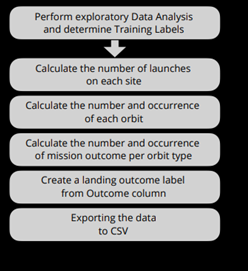 Perform exploratory Data Analysis
and determine Training Labels
Calculate the number of launches
on each site
Calculate the number and occurrence
of each orbit
Calculate the number and occurrence
of mission outcome per orbit type
Create a landing outcome label
from Outcome column
Exporting the data
to CSV